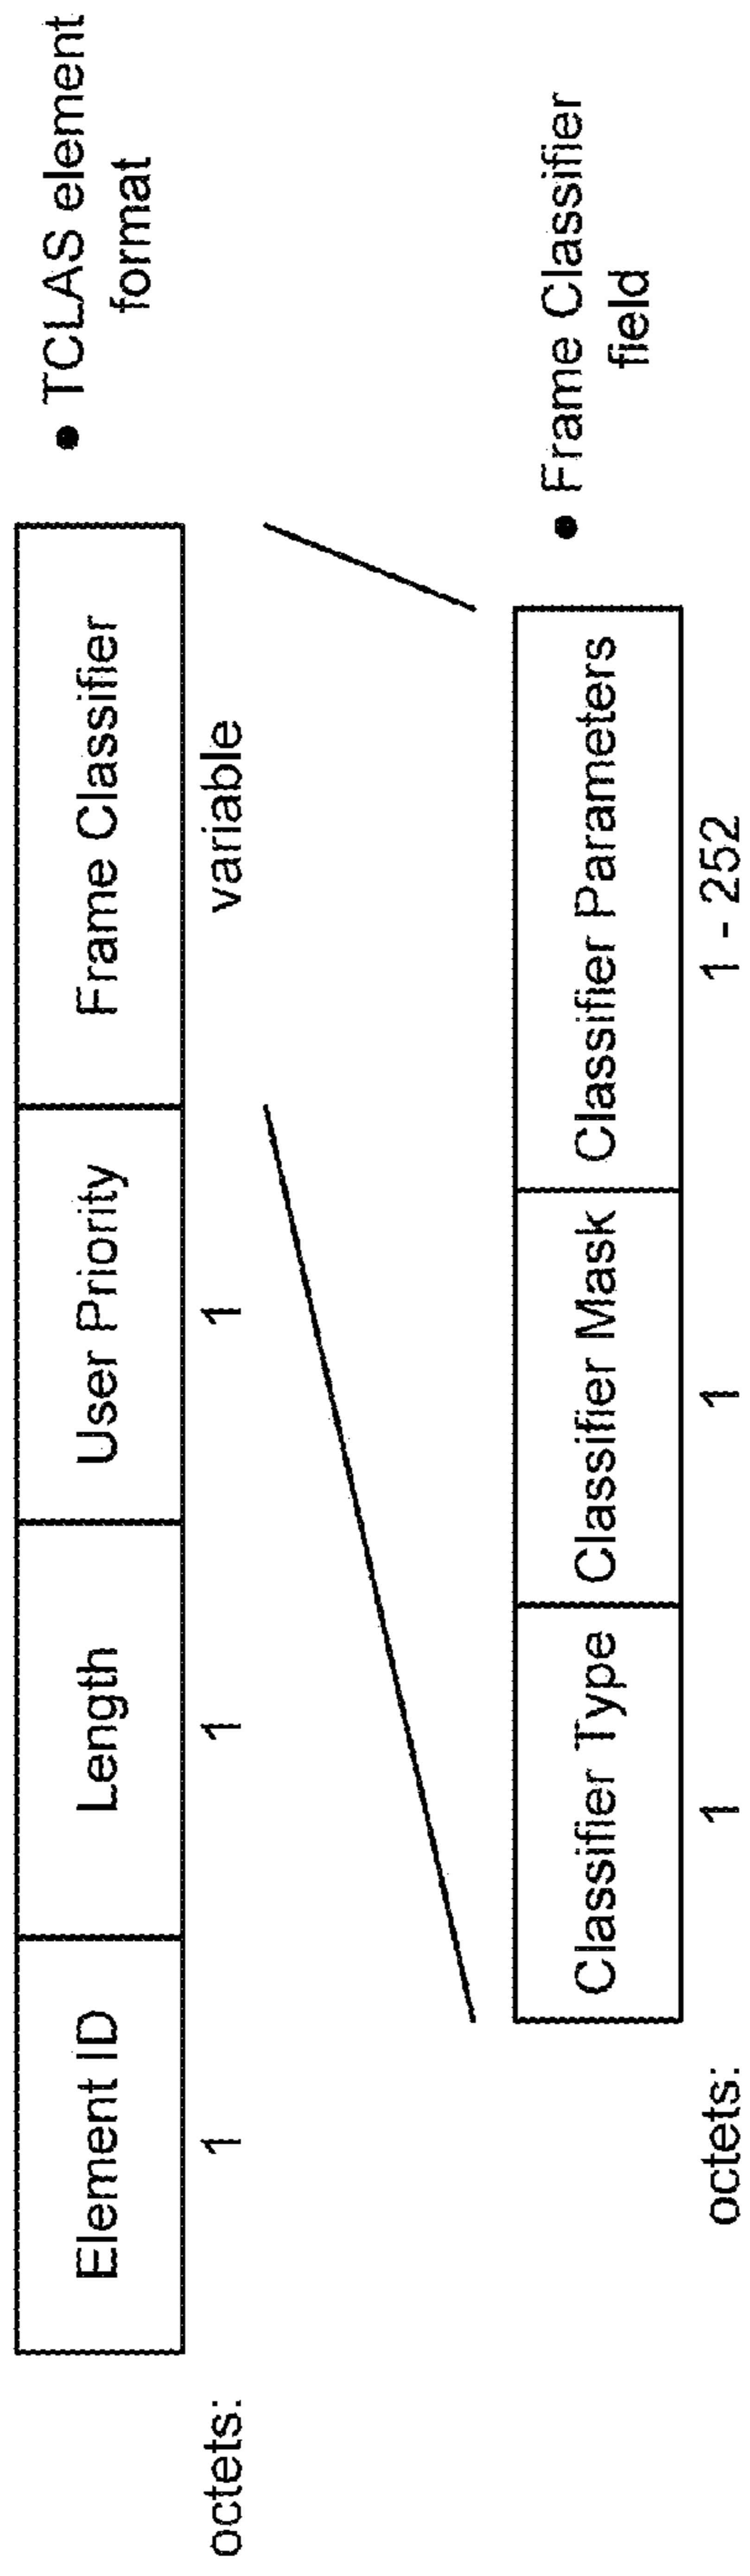 Element ID
Length
User Priority
Frame Classifier
• TCLAS element
format
octets:
1
1
1
variable
Classifier Type
Classifier Mask
Classifier Parameters
• Frame Classifier
field
octets:
1
1
1 - 252